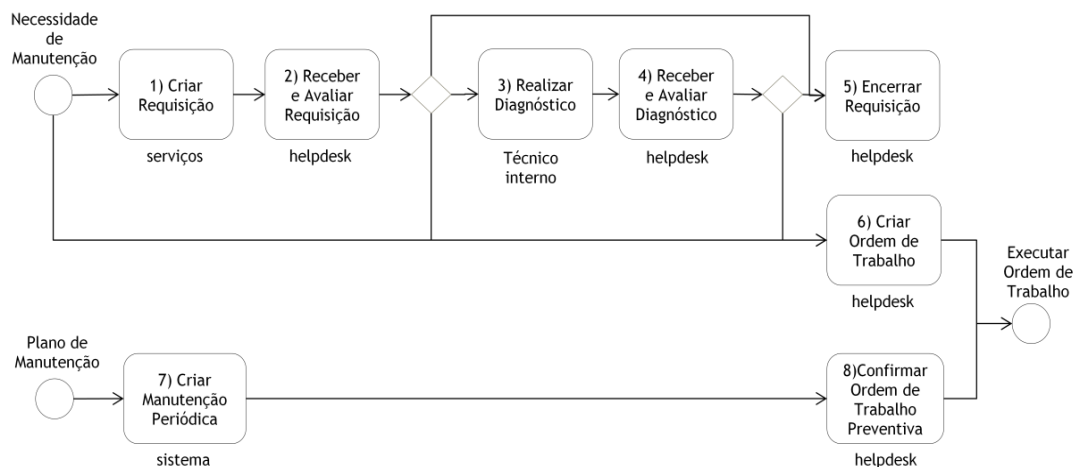 Necessidade
de
Manutenção
1) Criar
Requisição
serviços
2) Receber
e Avaliar
Requisição
helpdesk
3) Realizar
Diagnóstico
Técnico
interno
4) Receber
e Avaliar
Diagnóstico
helpdesk
5) Encerrar
Requisição
helpdesk
6) Criar
Ordem de
Trabalho
helpdesk
Executar
Ordem de
Trabalho
Plano de
Manutenção
7) Criar
Manutenção
Periódica
sistema
8)Confirmar
Ordem de
Trabalho
Preventiva
helpdesk